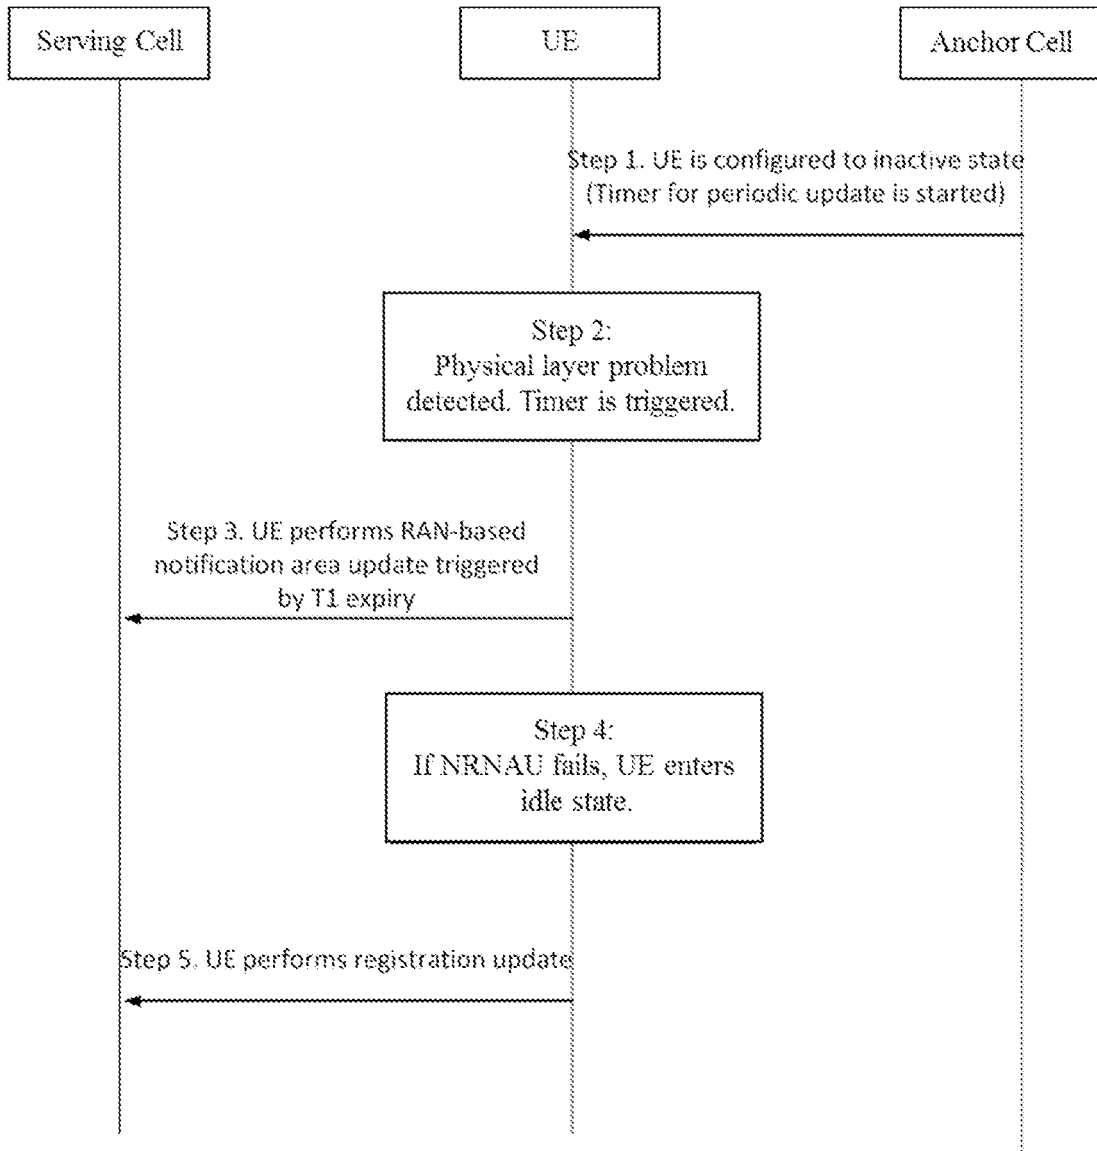 Serving Cell
UE
Anchor Cell
Step 1. UE is configured to inactive state
(Timer for periodic update is started)
Step 2:
Physical layer problem
detected. Timer is triggered.
Step 3. UE performs RAN-based
notification area update triggered
by T1 expiry
Step 4:
If NRNAU fails, UE enters
idle state.
Step 5. UE performs registration update